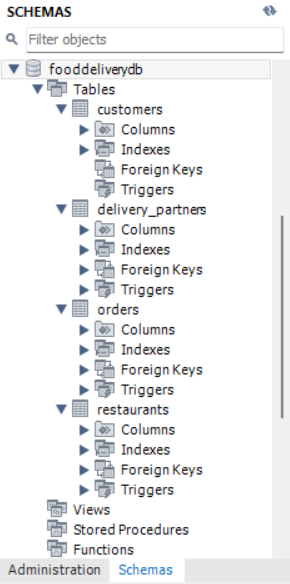 SCHEMAS
Filter objects
fooddeliverydb
Tables
customers
Columns
Indexes
Foreign Keys
Triggers
delivery_partners
Columns
Indexes
Foreign Keys
Triggers
orders
Columns
Indexes
Foreign Keys
Triggers
restaurants
Columns
Indexes
Foreign Keys
Triggers
Views
Stored Procedures
Functions
Administration Schemas